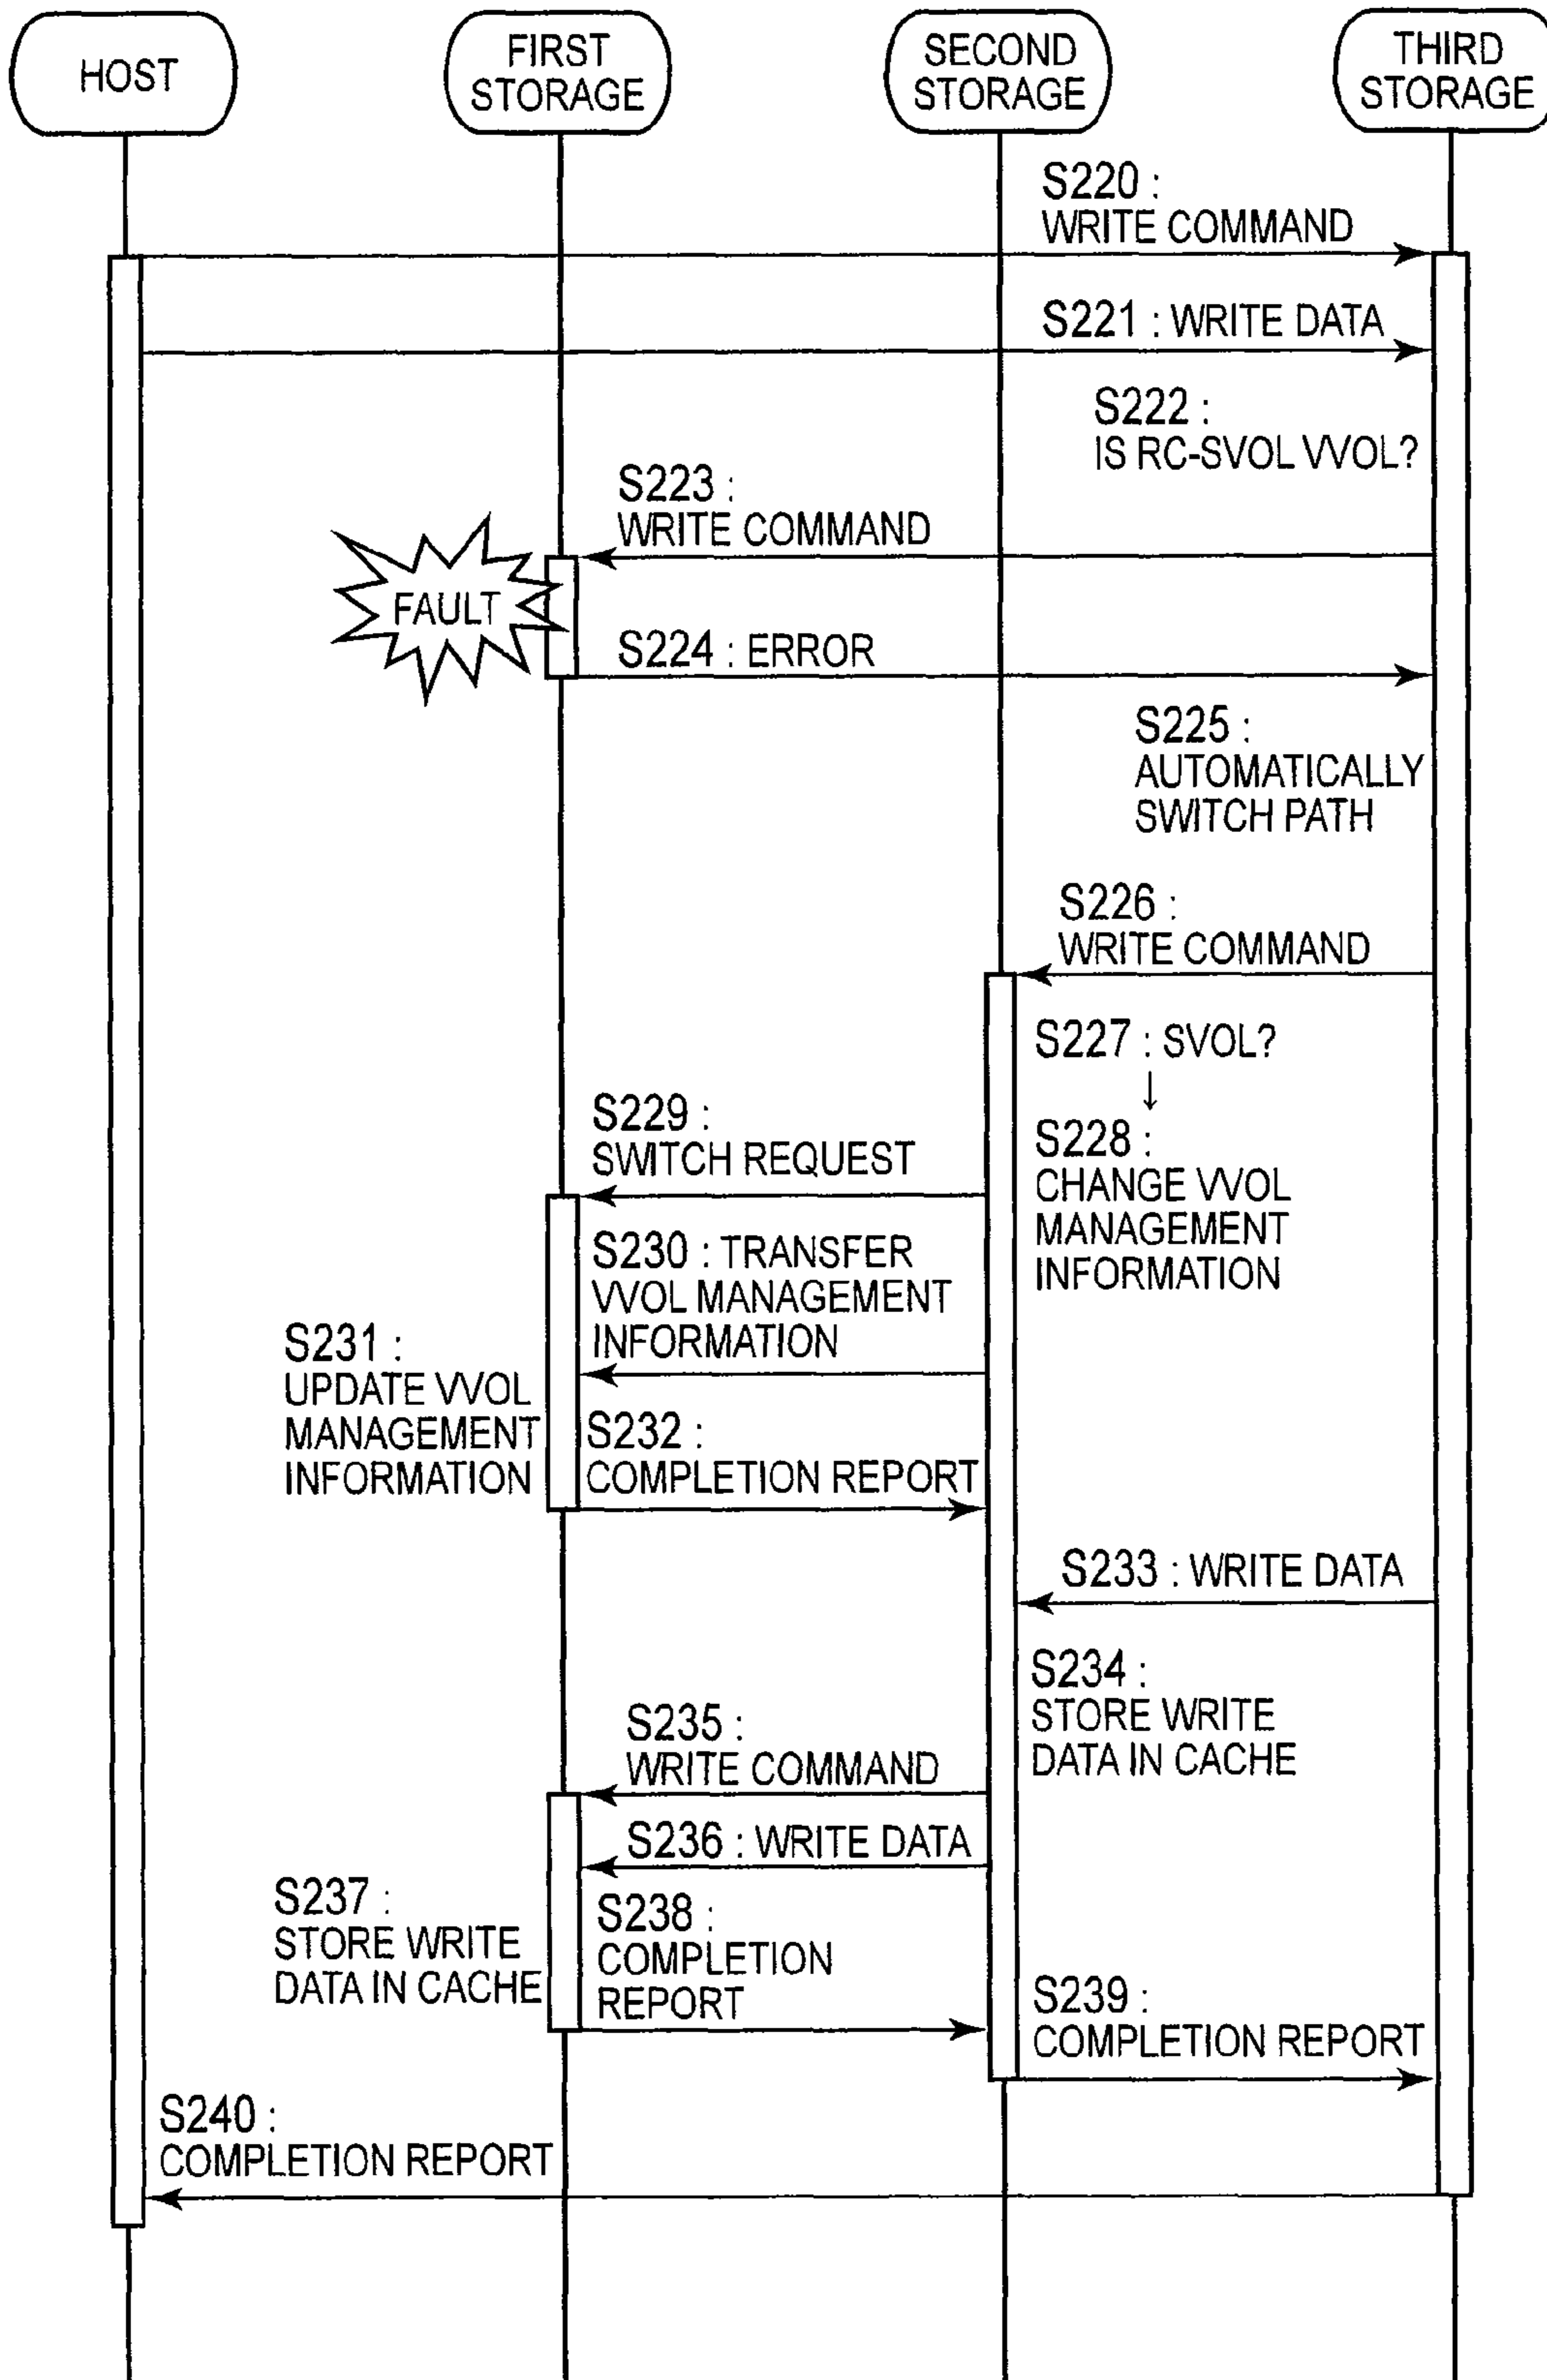 HOST
FIRST
STORAGE
SECOND
STORAGE
THIRD
STORAGE
S220 :
WRITE COMMAND
S221 : WRITE DATA
S222 :
IS RC-SVOL VVOL?
S223 :
WRITE COMMAND
FAULT
S224 : ERROR
S225 :
AUTOMATICALLY
SWITCH PATH
S226 :
WRITE COMMAND
S227 : SVOL?
↓
S228 :
CHANGE VVOL
MANAGEMENT
INFORMATION
S229 :
SWITCH REQUEST
S230 : TRANSFER
VVOL MANAGEMENT
INFORMATION
S231 :
UPDATE VVOL
MANAGEMENT
INFORMATION
S232 :
COMPLETION REPORT
S233 : WRITE DATA
S234 :
STORE WRITE
DATA IN CACHE
S235 :
WRITE COMMAND
S236 : WRITE DATA
S237 :
STORE WRITE
DATA IN CACHE
S238 :
COMPLETION
REPORT
S239 :
COMPLETION REPORT
S240 :
COMPLETION REPORT